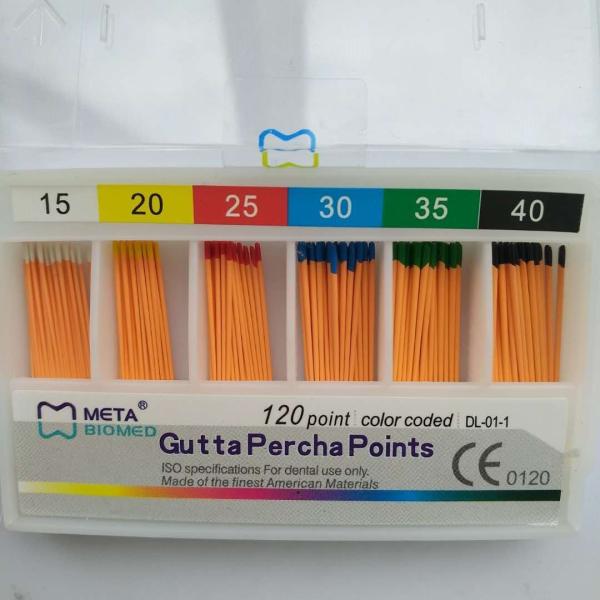 15 20 25 30 35 40
META®
BIOMED
120 point color coded DL-01-1
Gutta Percha Points
ISO specifications For dental use only.
Made of the finest American Materials
CE 0120